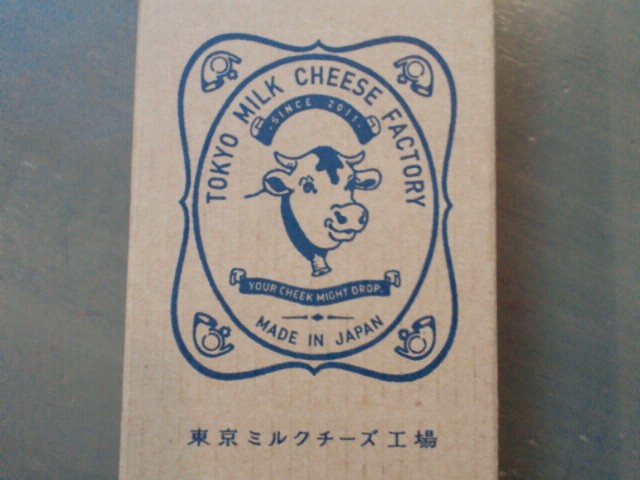 TOKYO MILK CHEESE FACTORY
-SINCE 2011-
YOUR CHEEK MIGHT DROP.
MADE IN JAPAN
東京ミルクチーズ工場